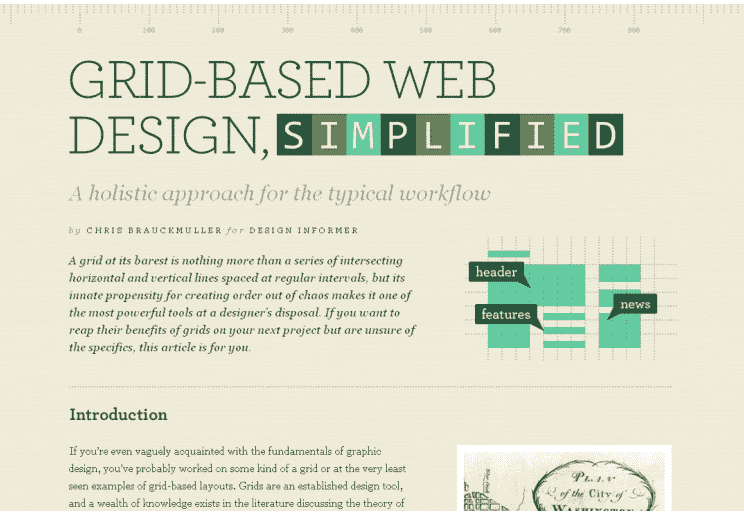 0 100 200 300 400 500 600 700 800
GRID-BASED WEB
DESIGN, SIMPLIFIED
A holistic approach for the typical workflow
by CHRIS BRAUCKMULLER for DESIGN INFORMER
A grid at its barest is nothing more than a series of intersecting
horizontal and vertical lines spaced at regular intervals, but its
innate propensity for creating order out of chaos makes it one of
the most powerful tools at a designer's disposal. If you want to
reap their benefits of grids on your next project but are unsure of
the specifics, this article is for you.
header
news
features
Introduction
If you're even vaguely acquainted with the fundamentals of graphic
design, you've probably worked on some kind of a grid or at the very least
seen examples of grid-based layouts. Grids are an established design tool,
and a wealth of knowledge exists in the literature discussing the theory of
PLAN
of the City of
WASHINGTON